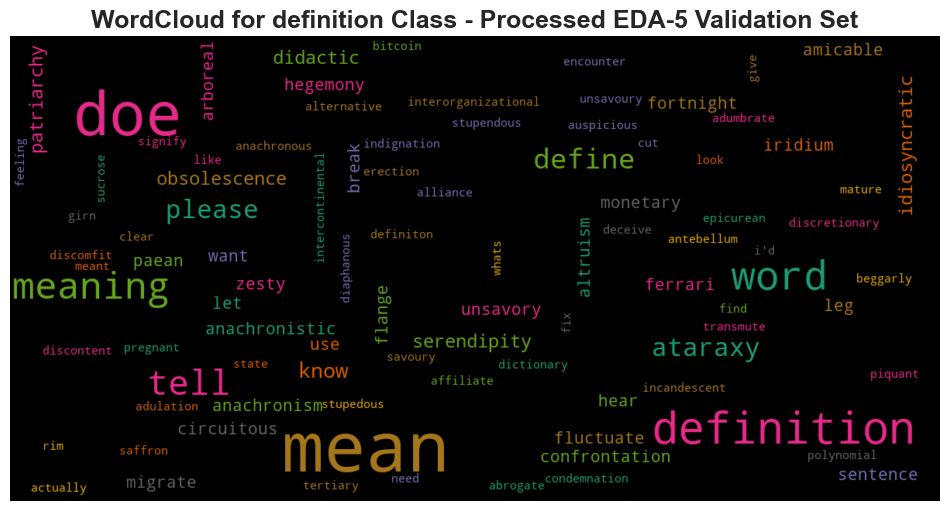 WordCloud for definition Class - Processed EDA-5 Validation Set
bitcoin
patriarchy
arboreal
didactic
encounter
give
amicable
hegemony
doe
alternative
interorganizational
unsavoury
fortnight
idiosyncratic
stupendous
auspicious
adumbrate
feeling
signify
anachronous
indignation
cut
iridium
like
break
define
look
sucrose
obsolescence
erection
intercontinental
alliance
mature
please
monetary
girn
epicurean
discretionary
clear
diaphanous
definiton
whats
altruism
deceive
antebellum
i'd
discomfit
meant
paean
want
meaning
zesty
word
beggarly
ferrari
let
flange
unsavory
find
leg
anachronistic
fix
transmute
discontent
pregnant
use
serendipity
ataraxy
state
know
savoury
dictionary
tell
affiliate
piquant
incandescent
adulation
anachronism
stupedous
hear
circuitous
mean
definition
rim
saffron
fluctuate
confrontation
polynomial
actually
migrate
tertiary
need
abrogate
condemnation
sentence